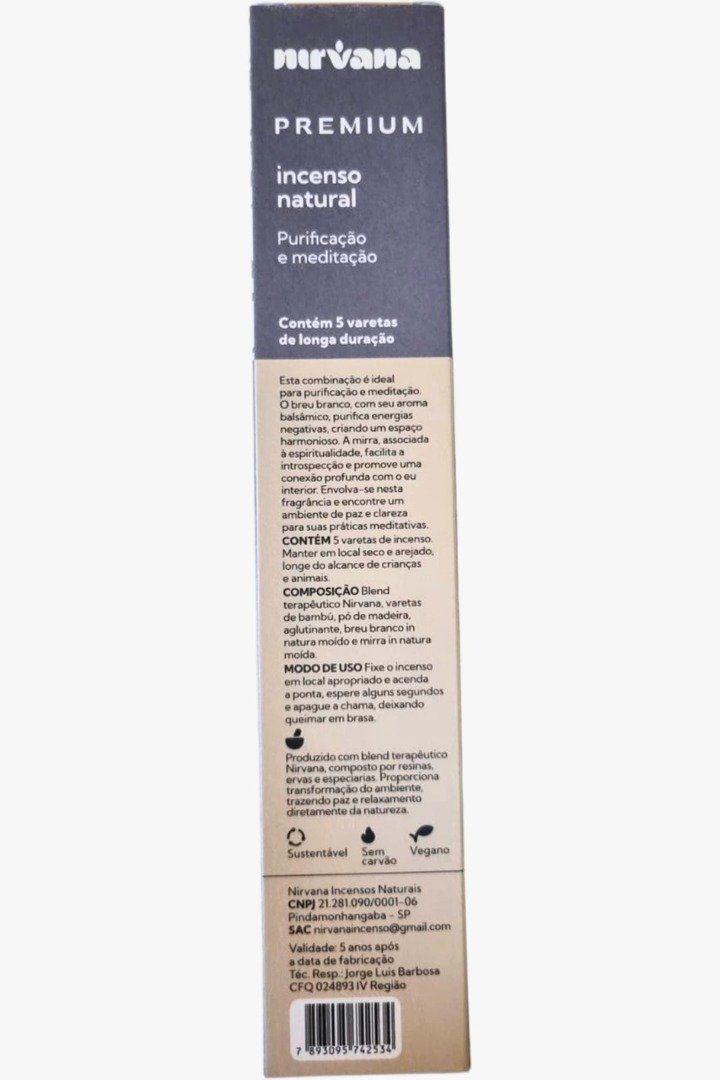 nirvana
PREMIUM
incenso
natural
Purificação
e meditação
Contém 5 varetas
de longa duração
Esta combinação é ideal
para purificação e meditação.
O breu branco, com seu aroma
balsâmico, purifica energias
negativas, criando um espaço
harmonioso. A mirra, associada
à espiritualidade, facilita a
introspecção e promove uma
conexão profunda com o eu
interior. Envolva-se nesta
fragrância e encontre um
ambiente de paz e clareza
para suas práticas meditativas.
CONTÉM 5 varetas de incenso.
Manter em local seco e arejado,
longe do alcance de crianças
e animais.
COMPOSIÇÃO Blend
terapêutico Nirvana, varetas
de bambú, pó de madeira,
aglutinante, breu branco in
natura moído e mirra in natura
moída.
MODO DE USO Fixe o incenso
em local apropriado e acenda
a ponta, espere alguns segundos
e apague a chama, deixando
queimar em brasa.
Produzido com blend terapêutico
Nirvana, composto por resinas,
ervas e especiarias. Proporciona
transformação do ambiente,
trazendo paz e relaxamento
diretamente da natureza.
Sustentável Sem Vegano
carvão
Nirvana Incensos Naturais
CNPJ 21.281.090/0001-06
Pindamonhangaba - SP
SAC nirvanaincenso@gmail.com
Validade: 5 anos após
a data de fabricação
Téc. Resp.: Jorge Luis Barbosa
CFQ 024893 IV Região
7 893095 742534